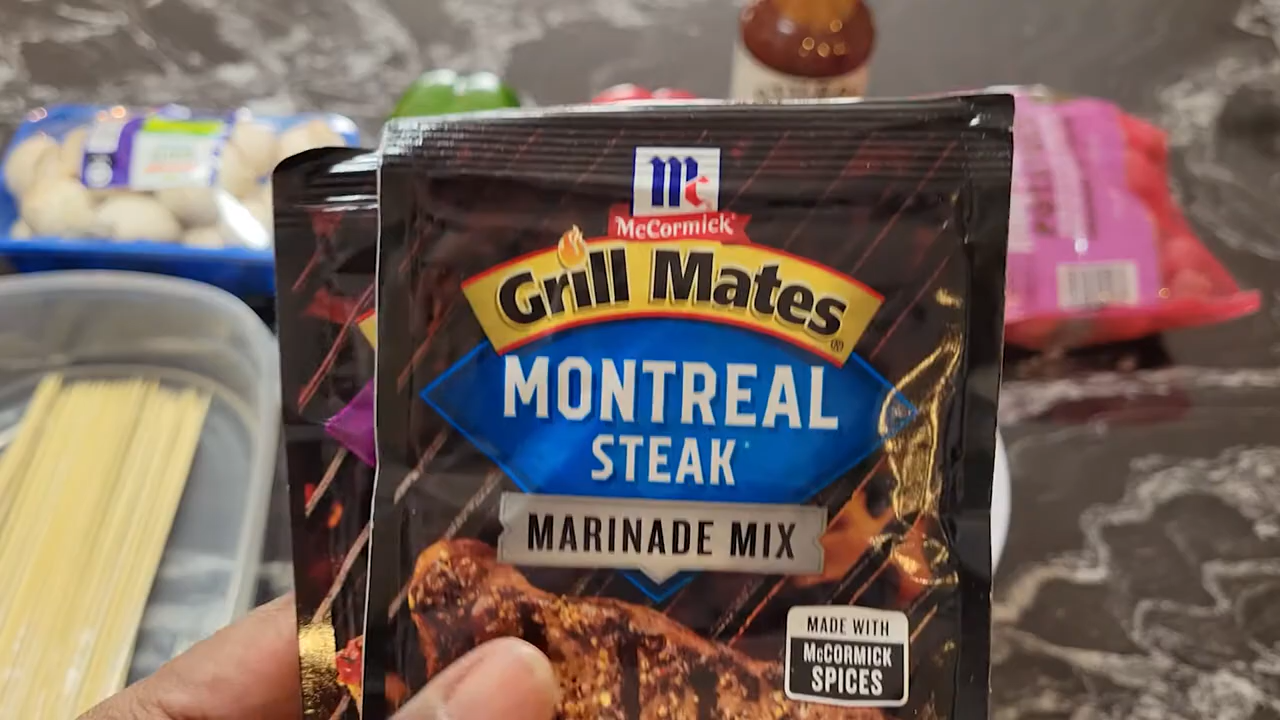 Mc
McCormick
Grill Mates
MONTREAL
STEAK
MARINADE MIX
MADE WITH
McCORMICK
SPICES